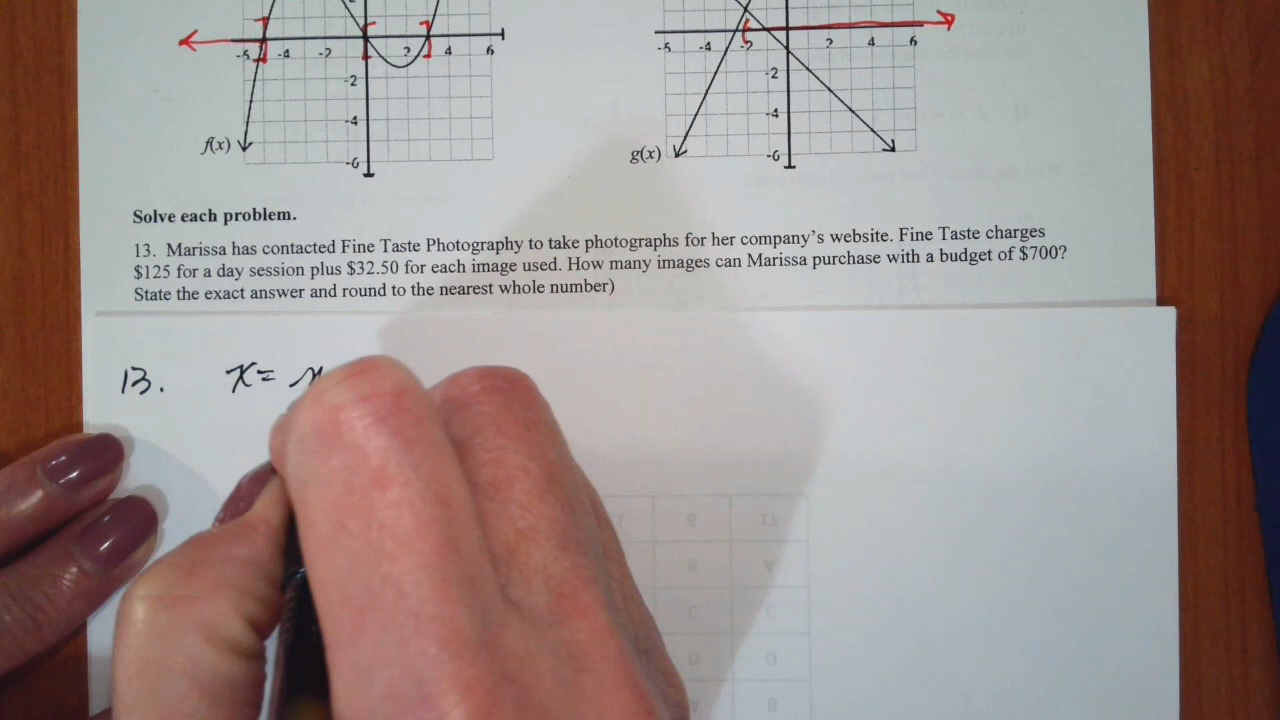 -5 -4 -2 2 4 6
-2
-4
-6
f(x)
-5 -4 -2 2 4 6
-2
-4
-6
g(x)
Solve each problem.
13. Marissa has contacted Fine Taste Photography to take photographs for her company's website. Fine Taste charges
$125 for a day session plus $32.50 for each image used. How many images can Marissa purchase with a budget of $700?
State the exact answer and round to the nearest whole number)
13. x=